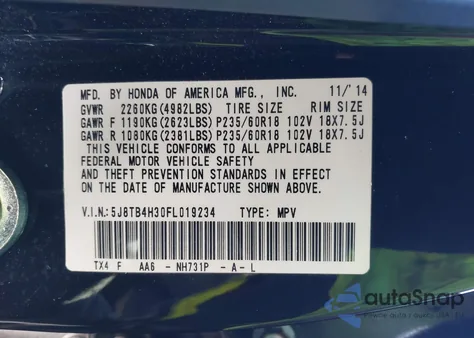 MFD. BY HONDA OF AMERICA MFG., INC. 11/'14
GVWR 2260KG(4982LBS) TIRE SIZE RIM SIZE
GAWR F 1190KG(2623LBS) P235/60R18 102V 18X7.5J
GAWR R 1080KG(2381LBS) P235/60R18 102V 18X7.5J
THIS VEHICLE CONFORMS TO ALL APPLICABLE
FEDERAL MOTOR VEHICLE SAFETY
AND THEFT PREVENTION STANDARDS IN EFFECT
ON THE DATE OF MANUFACTURE SHOWN ABOVE.
V.I.N.:5J8TB4H30FL019234 TYPE: MPV
TX4 F AA6 - NH731P -A-L
autoSnap